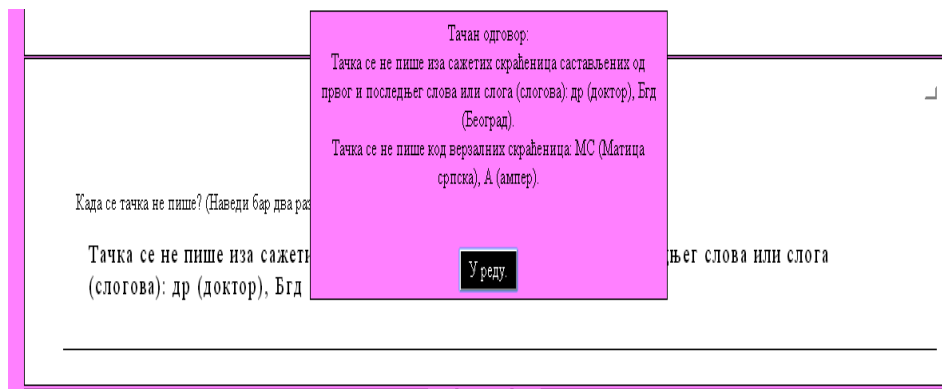 Тачан одговор:
Тачка се не пише иза сажетих скраћеница састављених од
првог и последњег слова или слога (слогова): др (доктор), Бгд
(Београд).
Тачка се не пише код верзалних скраћеница: МС (Матица
српска), А (ампер).
У реду.
Када се тачка не пише? (Наведи бар два раз
Тачка се не пише иза сажети њег слова или слога
(слогова): др (доктор), Бгд